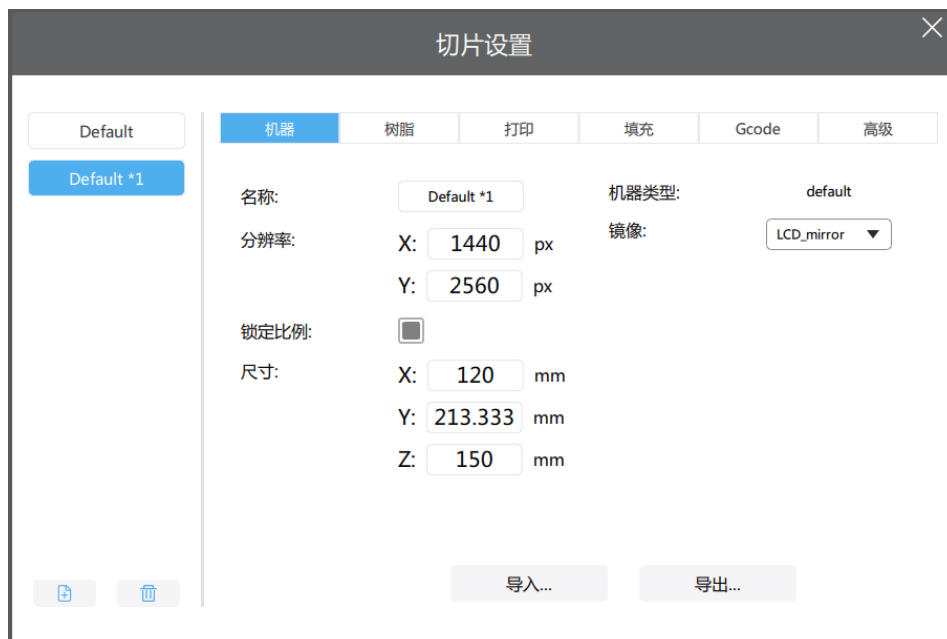 切片设置
Default
Default *1
机器 树脂 打印 填充 Gcode 高级
名称: Default *1 机器类型: default
分辨率: X: 1440 px 镜像: LCD_mirror
Y: 2560 px
锁定比例:
尺寸: X: 120 mm
Y: 213.333 mm
Z: 150 mm
导入... 导出...